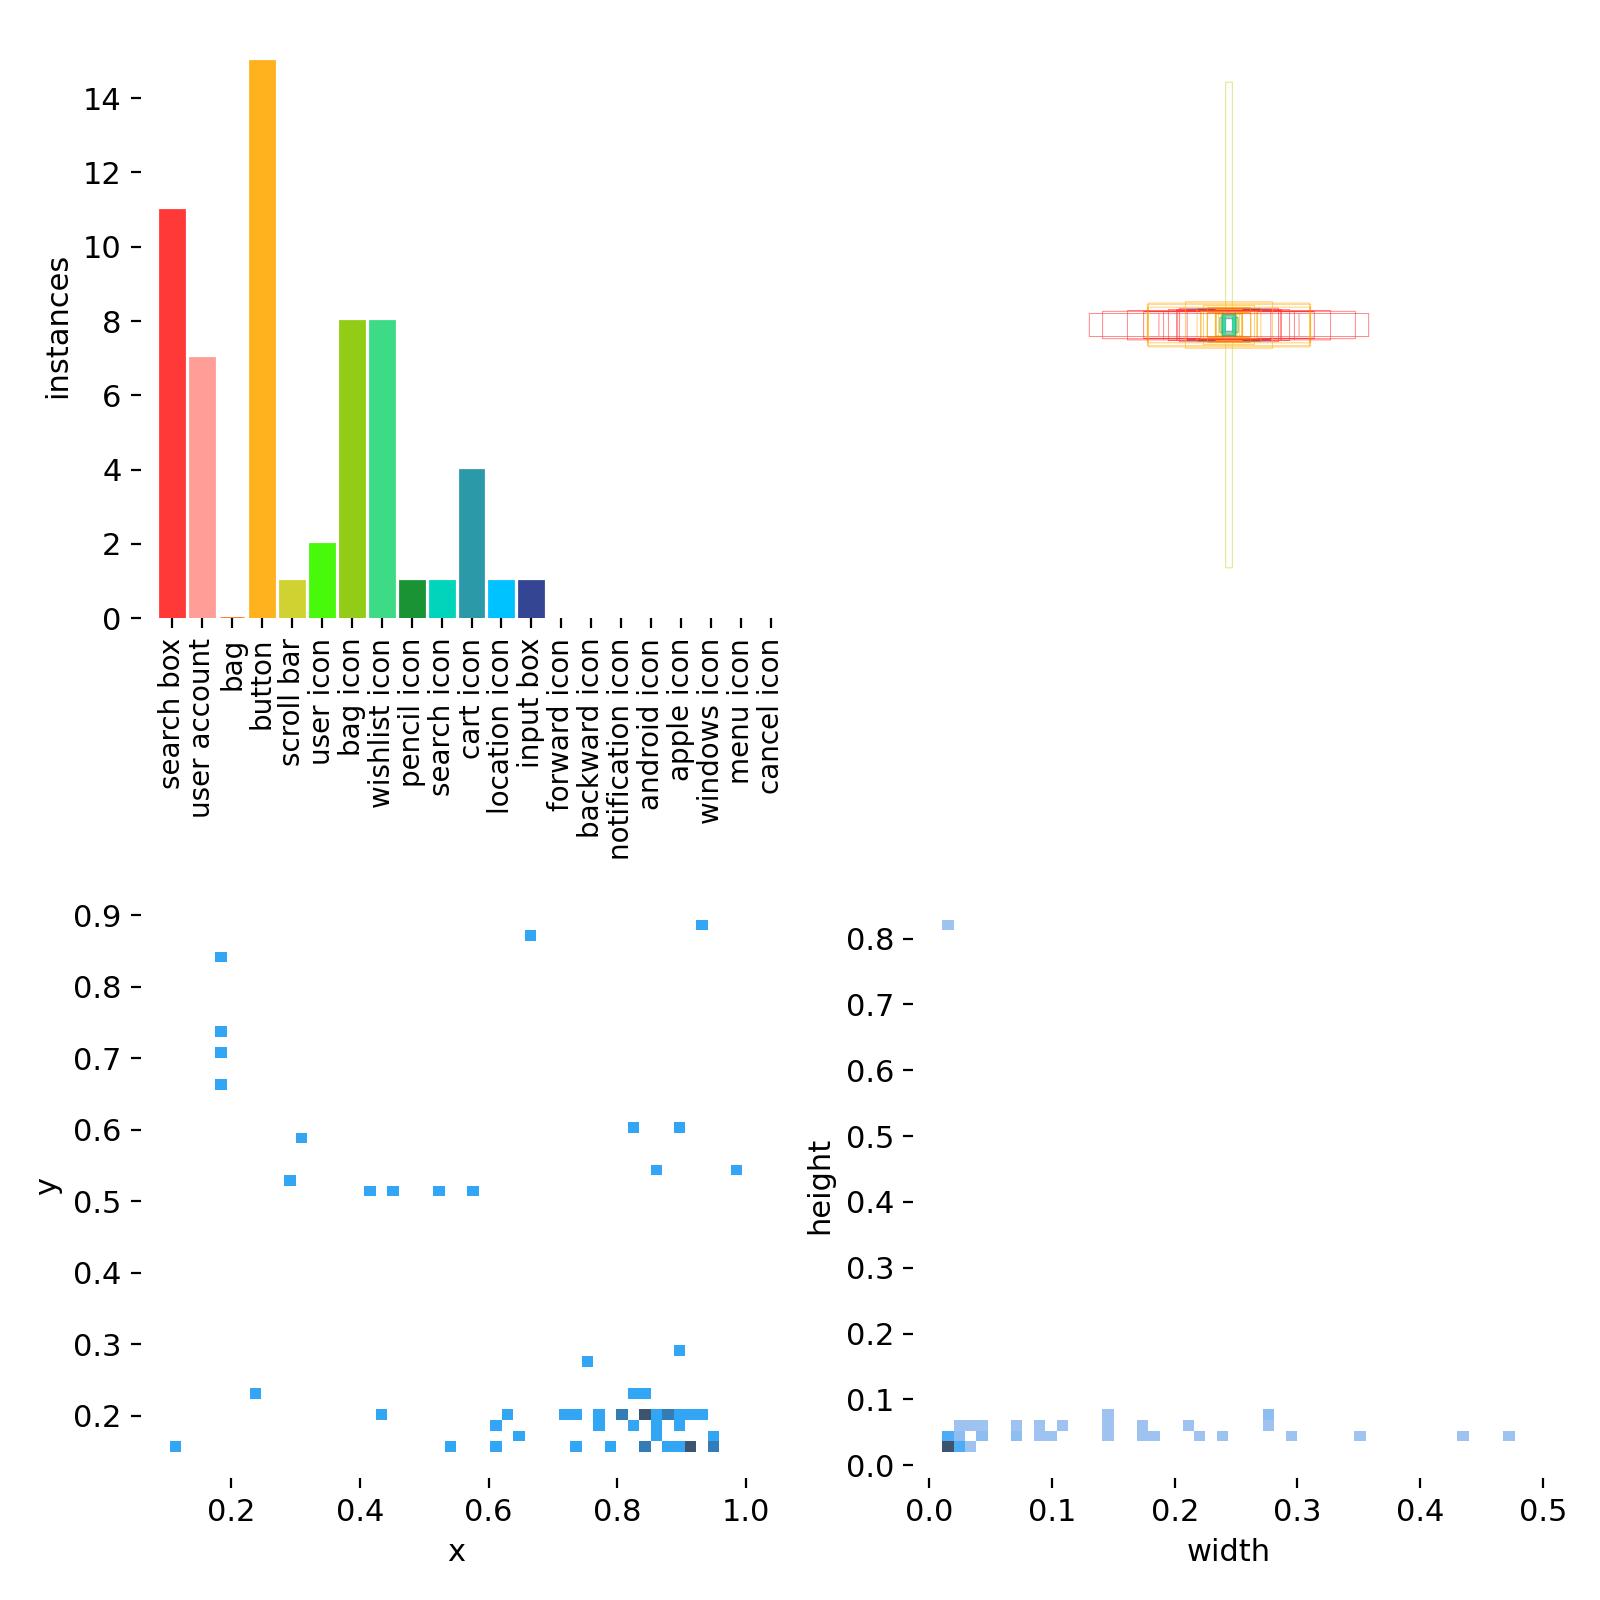 instances
14
12
10
8
6
4
2
0
search box
user account
bag
button
scroll bar
user icon
bag icon
wishlist icon
pencil icon
search icon
cart icon
location icon
input box
forward icon
backward icon
notification icon
android icon
apple icon
windows icon
menu icon
cancel icon
y
0.9
0.8
0.7
0.6
0.5
0.4
0.3
0.2
0.2 0.4 0.6 0.8 1.0
x
height
0.8
0.7
0.6
0.5
0.4
0.3
0.2
0.1
0.0
0.0 0.1 0.2 0.3 0.4 0.5
width